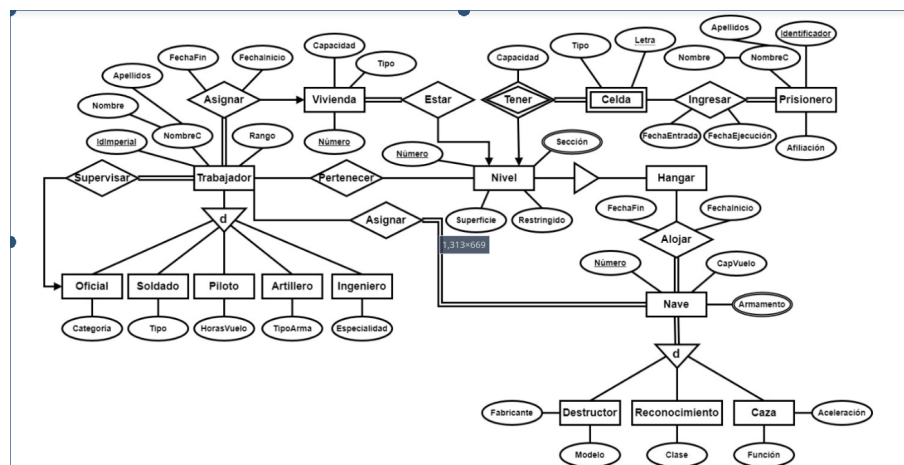 Capacidad
Tipo
Letra
Apellidos
Identificador
FechaFin
FechaInicio
Capacidad
Tipo
Nombre
NombreC
Apellidos
Asignar
Vivienda
Estar
Tener
Celda
Ingresar
Prisionero
Nombre
NombreC
Rango
Número
FechaEntrada
FechaEjecución
IdImperial
Número
Sección
Afiliación
Supervisar
Trabajador
Pertenecer
Nivel
Hangar
d
Asignar
Superficie
Restringido
FechaFin
FechaInicio
1,313×669
Alojar
Número
CapVuelo
Oficial
Soldado
Piloto
Artillero
Ingeniero
Nave
Armamento
Categoría
Tipo
HorasVuelo
TipoArma
Especialidad
d
Fabricante
Destructor
Reconocimiento
Caza
Aceleración
Modelo
Clase
Función